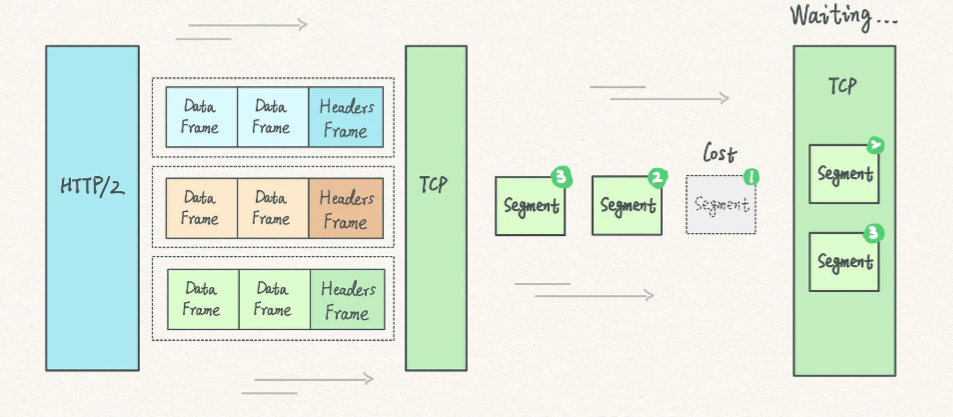 Waiting...
HTTP/2
Data
Frame
Data
Frame
Headers
Frame
Data
Frame
Data
Frame
Headers
Frame
Data
Frame
Data
Frame
Headers
Frame
TCP
3
Segment
2
Segment
Cost
1
Segment
TCP
2
Segment
3
Segment